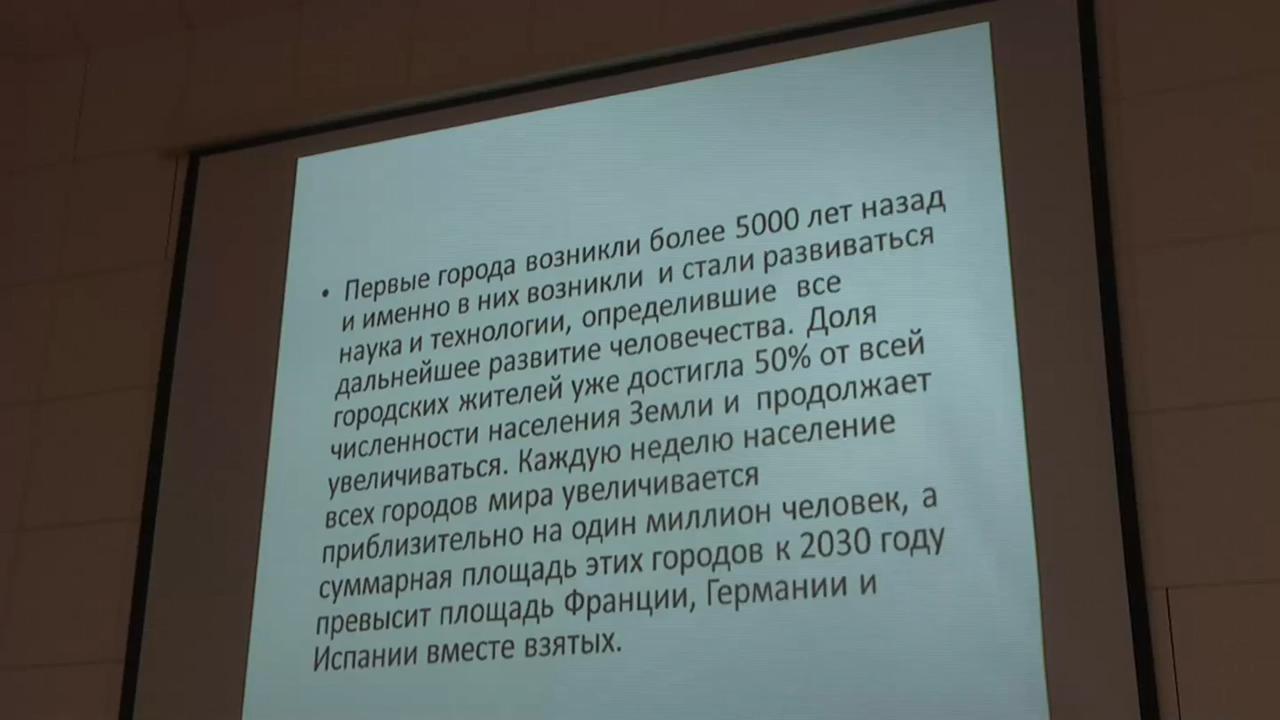 • Первые города возникли более 5000 лет назад
и именно в них возникли и стали развиваться
наука и технологии, определившие все
дальнейшее развитие человечества. Доля
городских жителей уже достигла 50% от всей
численности населения Земли и продолжает
увеличиваться. Каждую неделю население
всех городов мира увеличивается
приблизительно на один миллион человек, а
суммарная площадь этих городов к 2030 году
превысит площадь Франции, Германии и
Испании вместе взятых.